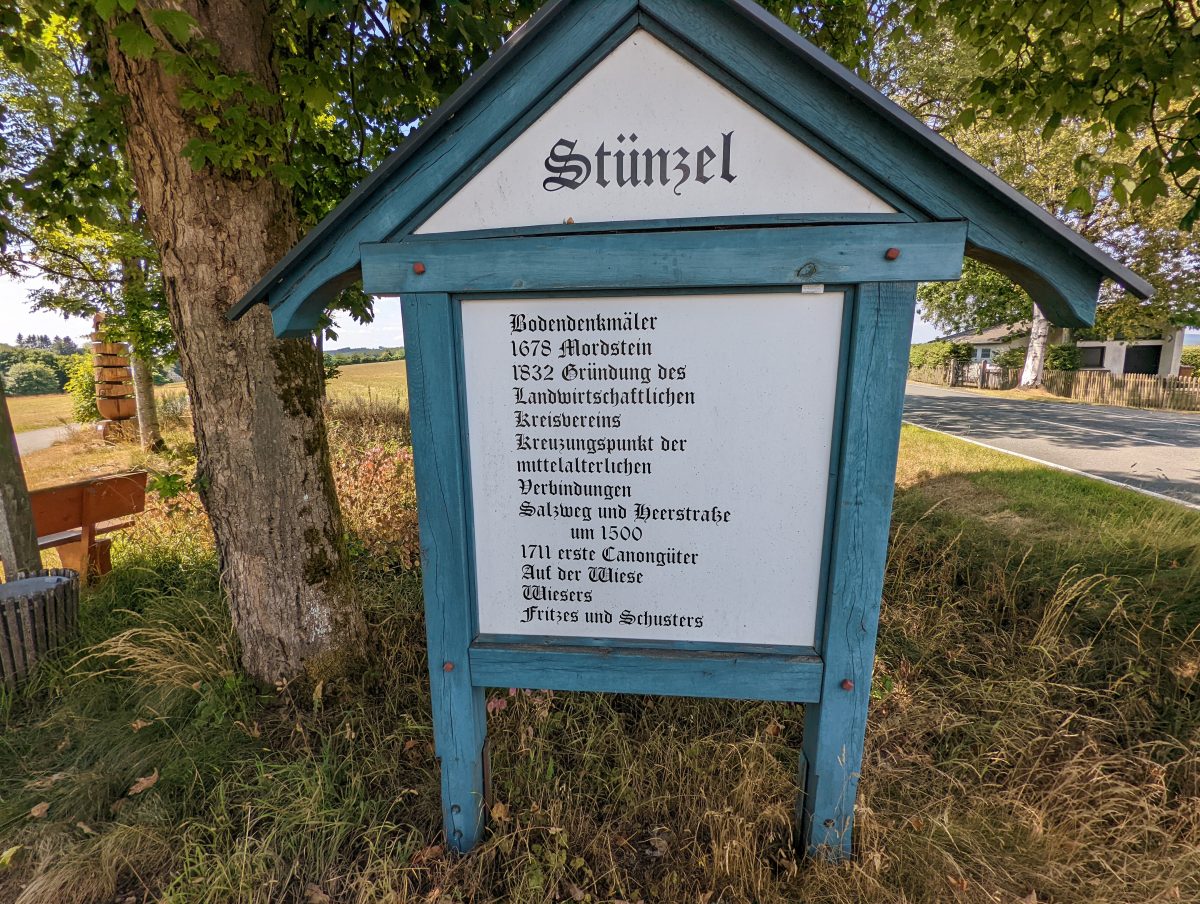 Stünzel
Bodendenkmäler
1678 Mordstein
1832 Gründung des
Landwirtschaftlichen
Kreisvereins
Kreuzungspunkt der
mittelalterlichen
Verbindungen
Salzweg und Heerstraße
um 1500
1711 erste Canongüter
Auf der Wiese
Wiesers
Fritzes und Schusters